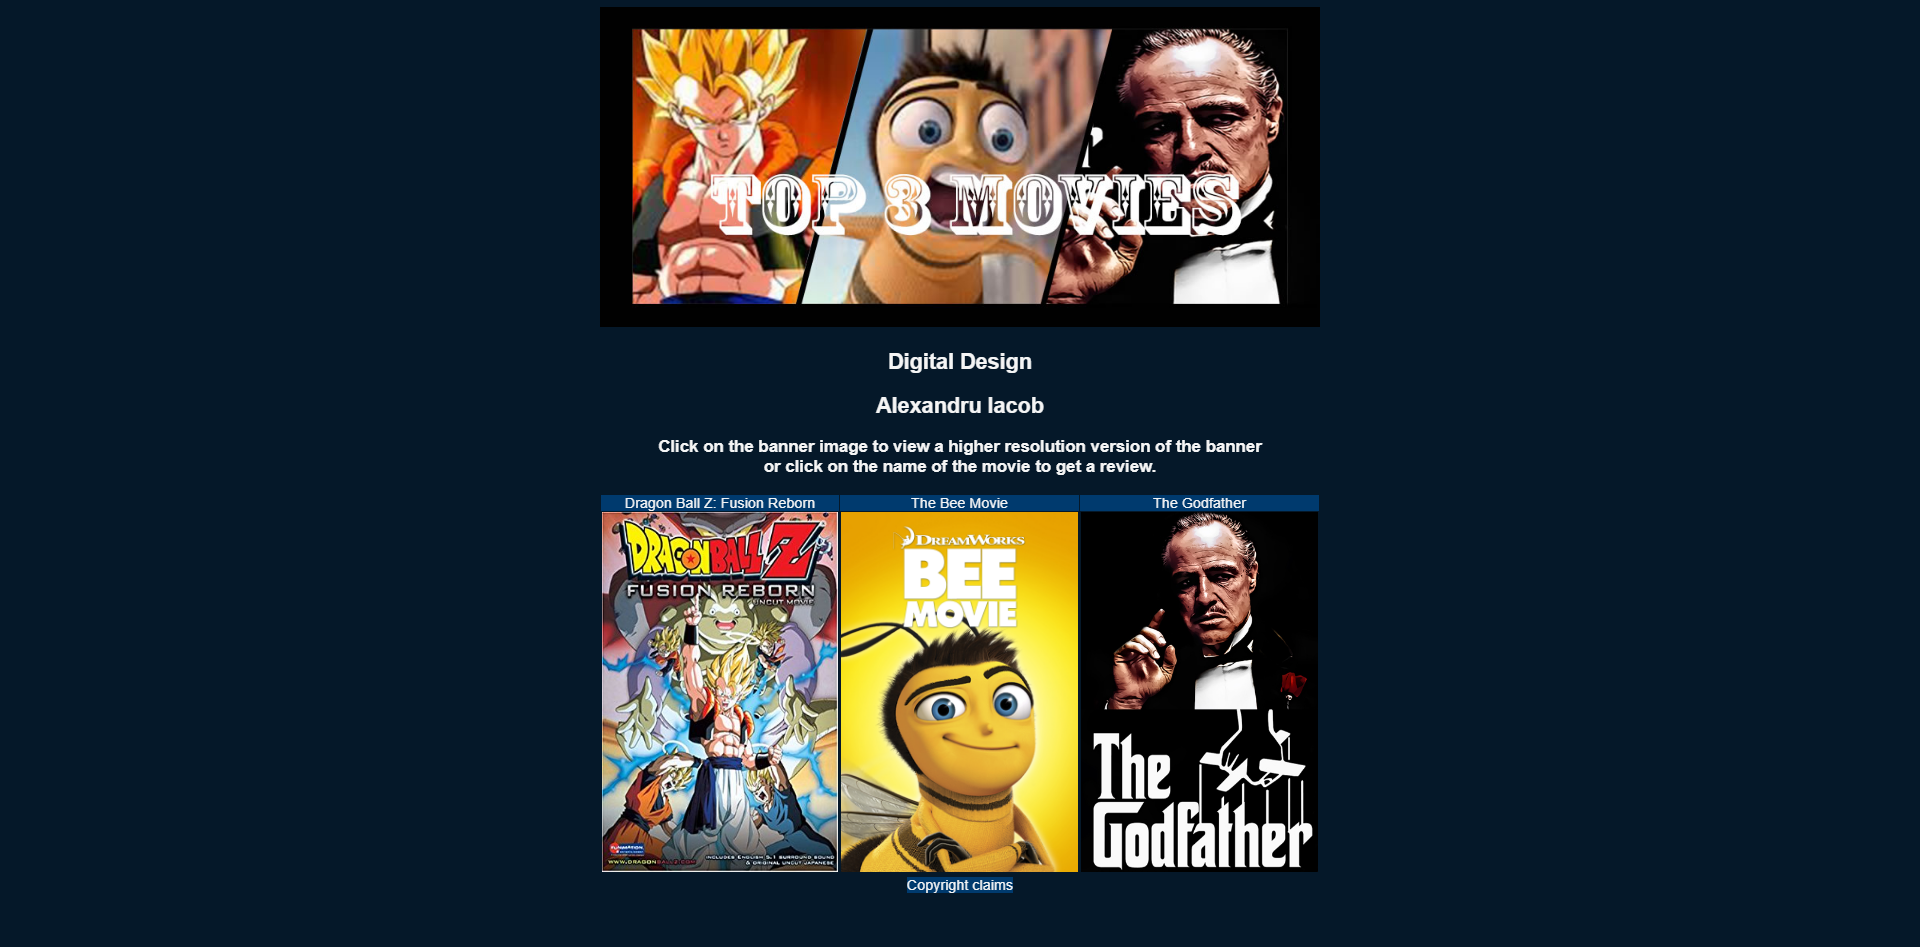 TOP 3 MOVIES
Digital Design
Alexandru Iacob
Click on the banner image to view a higher resolution version of the banner
or click on the name of the movie to get a review.
Dragon Ball Z: Fusion Reborn
The Bee Movie
The Godfather
DRAGON BALL Z
FUSION REBORN
UNCUT MOVIE
FUNIMATION
WWW.DRAGONBALLZ.COM
INCLUDES ENGLISH 5.1 SURROUND SOUND
& ORIGINAL UNCUT JAPANESE
DREAMWORKS
BEE
MOVIE
The
Godfather
Copyright claims